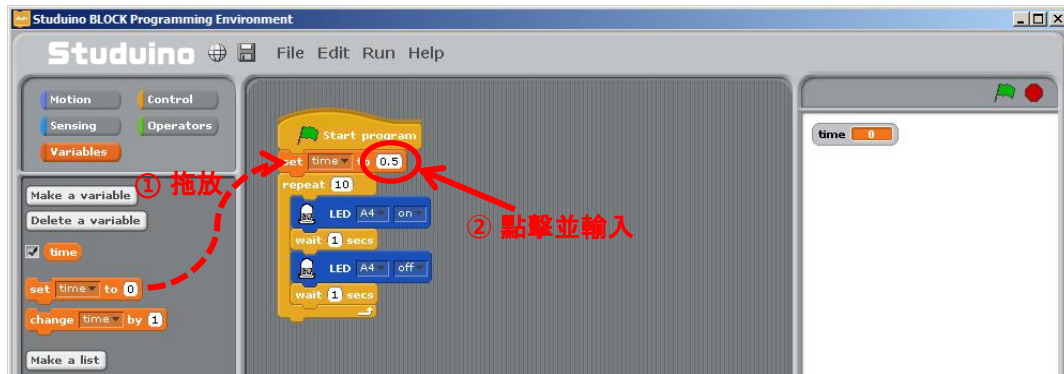 Studuino BLOCK Programming Environment
Studuino File Edit Run Help
Motion Control
Sensing Operators
Variables
Make a variable
Delete a variable
time
set time to 0
change time by 1
Make a list
① 拖放
Start program
set time to 0.5
repeat 10
LED A4 on
wait 1 secs
LED A4 off
wait 1 secs
② 點擊並輸入
time 0